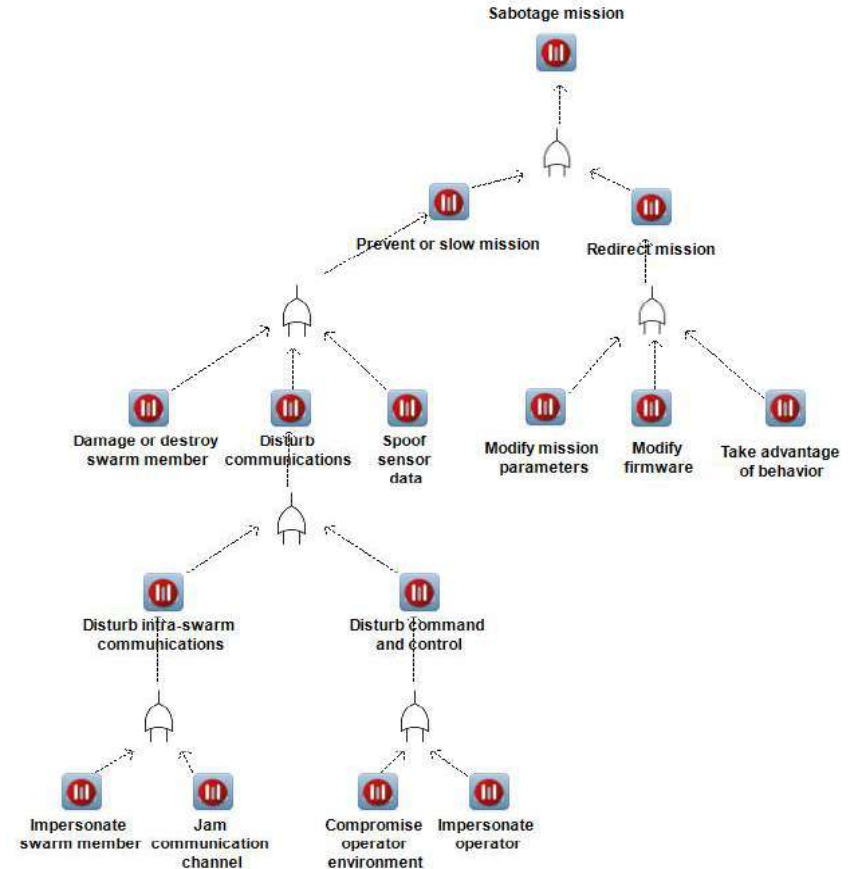 Sabotage mission
Prevent or slow mission
Redirect mission
Damage or destroy
swarm member
Disturb
communications
Spoof
sensor
data
Modify mission
parameters
Modify
firmware
Take advantage
of behavior
Disturb intra-swarm
communications
Disturb command
and control
Impersonate
swarm member
Jam
communication
channel
Compromise
operator
environment
Impersonate
operator